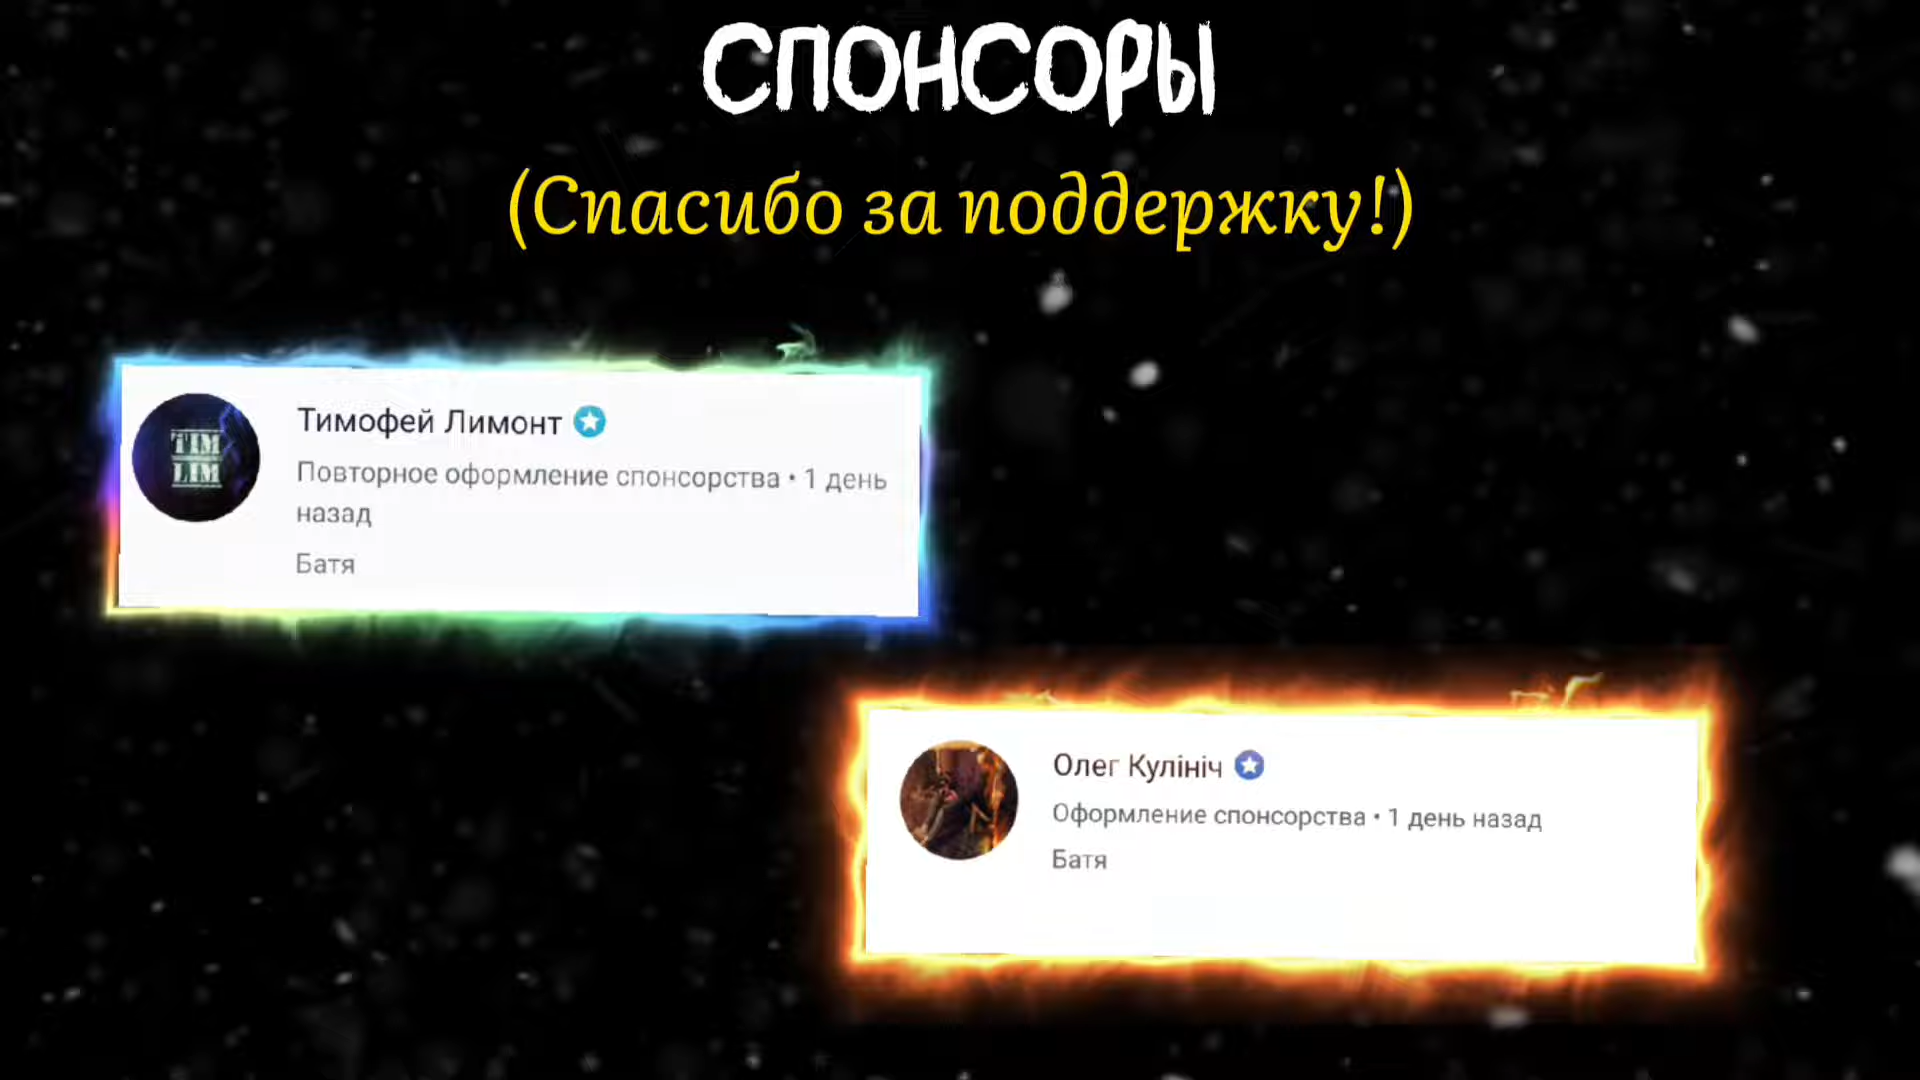 СПОНСОРЫ
(Спасибо за поддержку!)
TIM
LIM
Тимофей Лимонт
Повторное оформление спонсорства • 1 день
назад
Батя
Олег Кулініч
Оформление спонсорства • 1 день назад
Батя